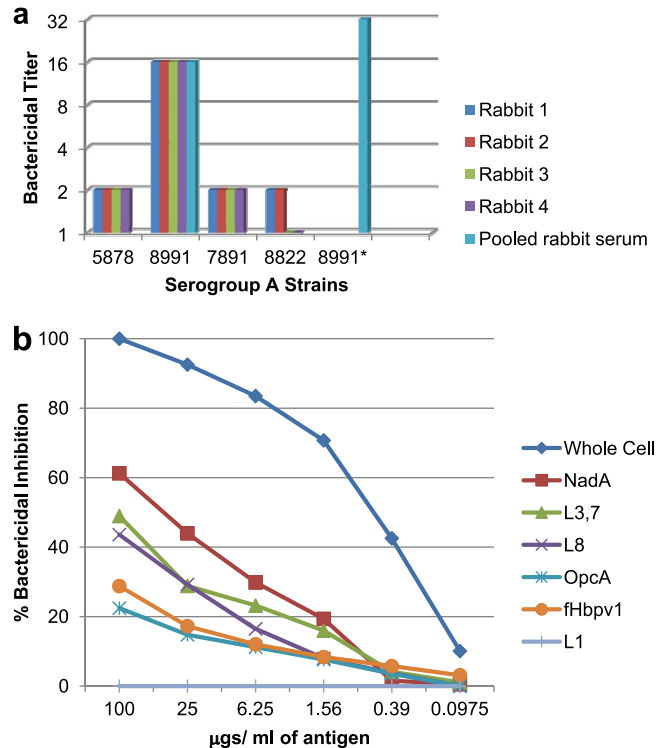 a
32
16
8
4
2
1
Bactericidal Titer
5878 8991 7891 8822 8991*
Serogroup A Strains
Rabbit 1
Rabbit 2
Rabbit 3
Rabbit 4
Pooled rabbit serum
b
100
80
60
40
20
0
% Bactericidal Inhibition
100 25 6.25 1.56 0.39 0.0975
µgs/ ml of antigen
Whole Cell
NadA
L3,7
L8
OpcA
fHbpv1
L1